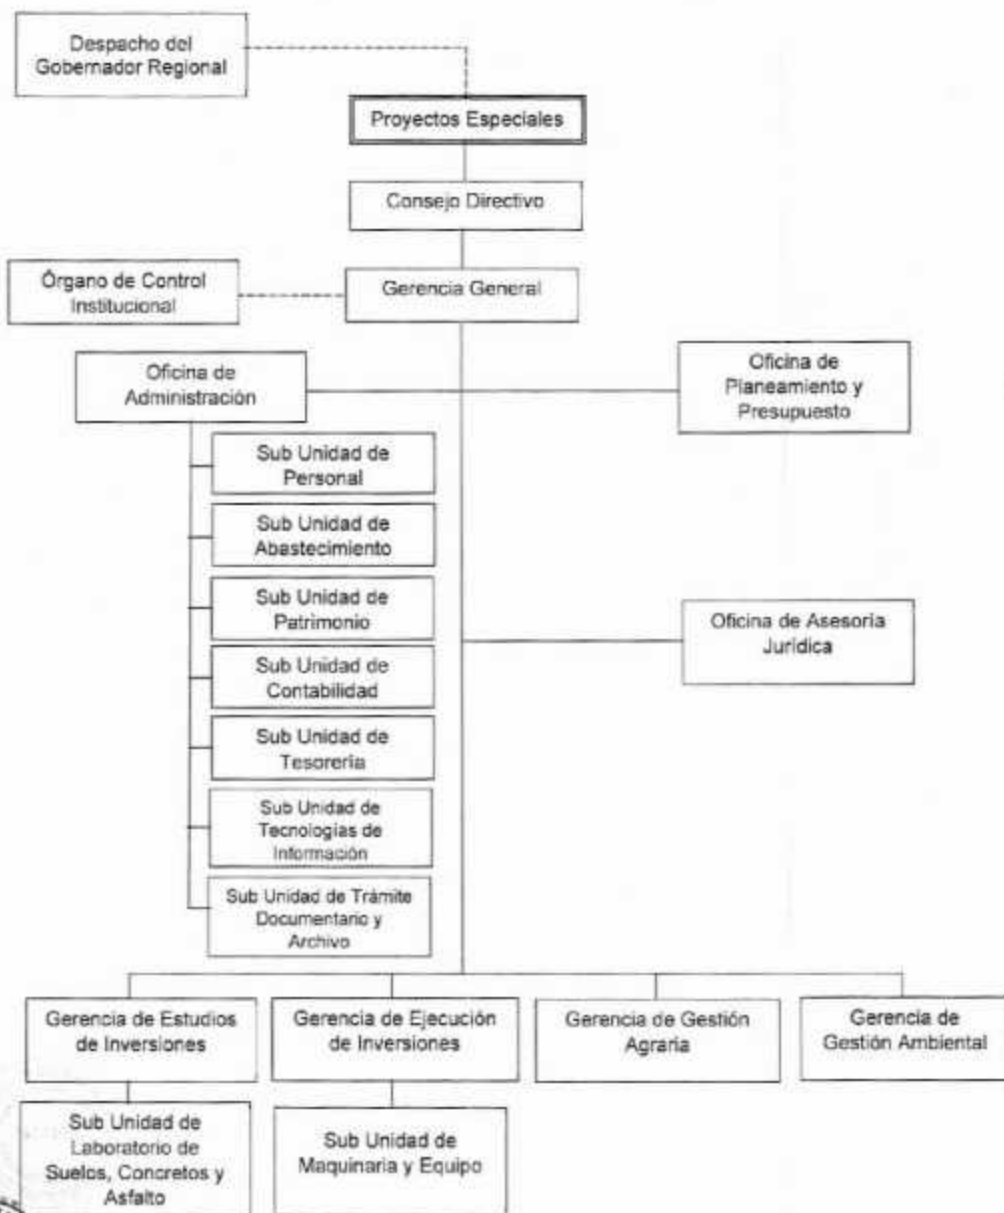 Despacho del
Gobernador Regional
Proyectos Especiales
Consejo Directivo
Órgano de Control
Institucional
Gerencia General
Oficina de
Administración
Oficina de
Planeamiento y
Presupuesto
Sub Unidad de
Personal
Sub Unidad de
Abastecimiento
Sub Unidad de
Patrimonio
Oficina de Asesoría
Jurídica
Sub Unidad de
Contabilidad
Sub Unidad de
Tesorería
Sub Unidad de
Tecnologías de
Información
Sub Unidad de Trámite
Documentario y
Archivo
Gerencia de Estudios
de Inversiones
Gerencia de Ejecución
de Inversiones
Gerencia de Gestión
Agraria
Gerencia de
Gestión Ambiental
Sub Unidad de
Laboratorio de
Suelos, Concretos y
Asfalto
Sub Unidad de
Maquinaria y Equipo